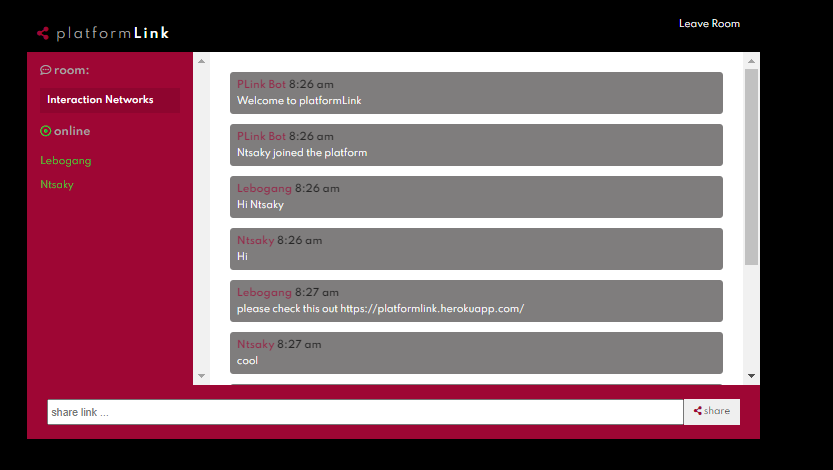 platformLink
Leave Room
room:
Interaction Networks
online
Lebogang
Ntsaky
PLink Bot 8:26 am
Welcome to platformLink
PLink Bot 8:26 am
Ntsaky joined the platform
Lebogang 8:26 am
Hi Ntsaky
Ntsaky 8:26 am
Hi
Lebogang 8:27 am
please check this out https://platformlink.herokuapp.com/
Ntsaky 8:27 am
cool
share link ...
share